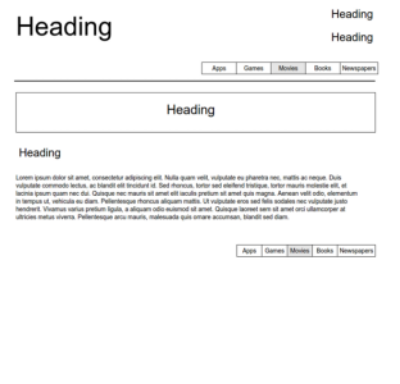 Heading
Heading
Heading
Apps Games Movies Books Newspapers
Heading
Heading
Lorem ipsum dolor sit amet, consectetur adipiscing elit. Nulla quam velit, vulputate eu pharetra nec, mattis ac neque. Duis
vulputate commodo lectus, ac blandit elit tincidunt id. Sed rhoncus, tortor sed eleifend tristique, tortor mauris molestie elit, et
lacinia ipsum quam nec dui. Quisque nec mauris sit amet elit iaculis pretium sit amet quis magna. Aenean velit odio, elementum
in tempus ut, vehicula eu diam. Pellentesque rhoncus aliquam mattis. Ut vulputate eros sed felis sodales nec vulputate justo
hendrerit. Vivamus varius pretium ligula, a aliquam odio euismod sit amet. Quisque laoreet sem sit amet orci ullamcorper at
ultricies metus viverra. Pellentesque arcu mauris, malesuada quis ornare accumsan, blandit sed diam.
Apps Games Movies Books Newspapers